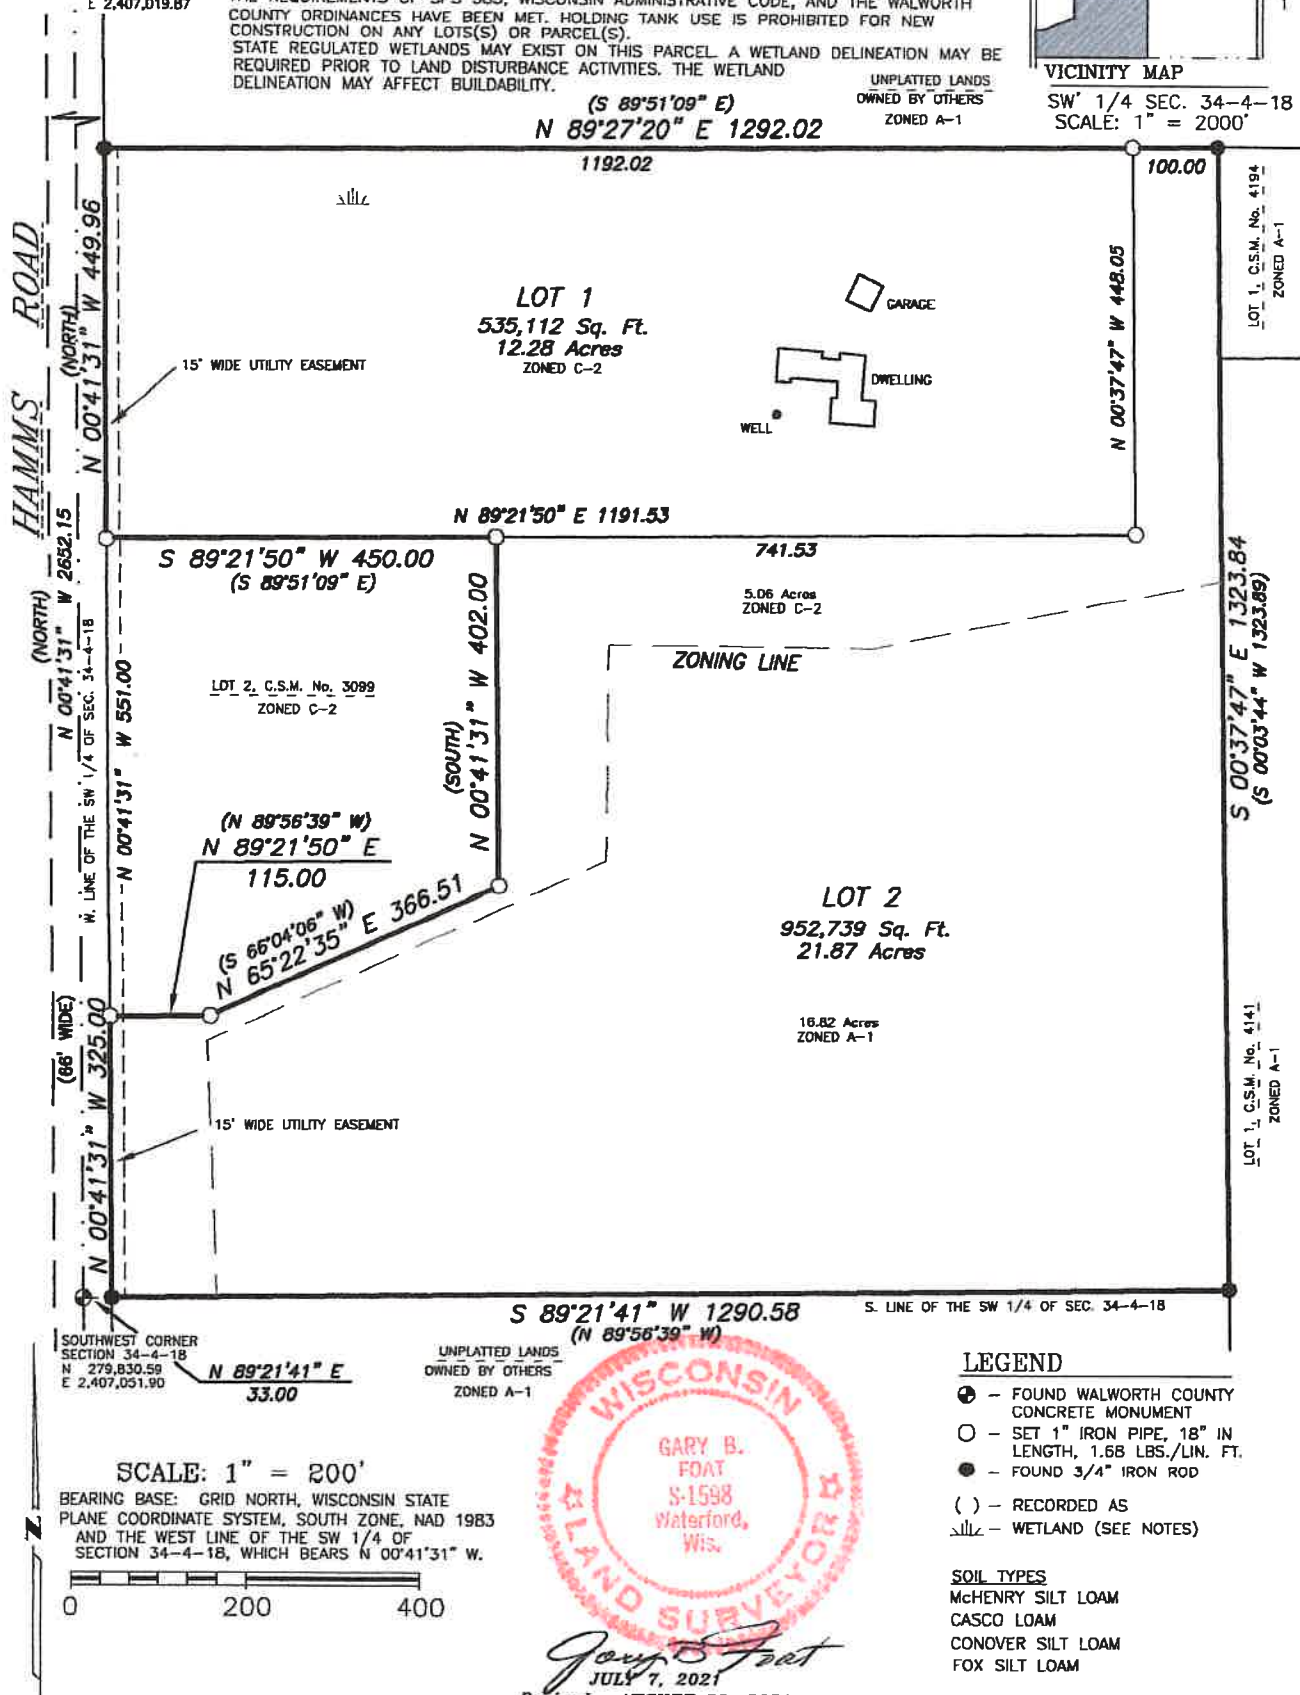 E 2,407,019.87
THE REQUIREMENTS OF SPS 383, WISCONSIN ADMINISTRATIVE CODE, AND THE WALWORTH
COUNTY ORDINANCES HAVE BEEN MET. HOLDING TANK USE IS PROHIBITED FOR NEW
CONSTRUCTION ON ANY LOTS(S) OR PARCEL(S).
STATE REGULATED WETLANDS MAY EXIST ON THIS PARCEL. A WETLAND DELINEATION MAY BE
REQUIRED PRIOR TO LAND DISTURBANCE ACTIVITIES. THE WETLAND
DELINEATION MAY AFFECT BUILDABILITY.
VICINITY MAP
SW' 1/4 SEC. 34-4-18
SCALE: 1" = 2000'
UNPLATTED LANDS
OWNED BY OTHERS
ZONED A-1
(S 89°51'09" E)
N 89°27'20" E 1292.02
1192.02
100.00
HAMMS ROAD
N 00°41'31" W 449.96
(NORTH)
LOT 1
535,112 Sq. Ft.
12.28 Acres
ZONED C-2
GARAGE
DWELLING
WELL
15' WIDE UTILITY EASEMENT
N 00°37'47" W 448.05
LOT 1, C.S.M. No. 4194
ZONED A-1
N 89°21'50" E 1191.53
S 89°21'50" W 450.00
(S 89°51'09" E)
741.53
5.06 Acres
ZONED C-2
ZONING LINE
(NORTH)
N 00°41'31" W 2652.15
W. LINE OF THE SW 1/4 OF SEC. 34-4-18
N 00°41'31" W 551.00
LOT 2, C.S.M. No. 3099
ZONED C-2
(SOUTH)
N 00°41'31" W 402.00
S 00°37'47" E 1323.84
(S 00°03'44" W 1323.89)
(N 89°56'39" W)
N 89°21'50" E
115.00
(S 66°04'06" W)
N 65°22'35" E 366.51
LOT 2
952,739 Sq. Ft.
21.87 Acres
16.82 Acres
ZONED A-1
(66' WIDE)
N 00°41'31" W 325.00
15' WIDE UTILITY EASEMENT
LOT 1, C.S.M. No. 4141
ZONED A-1
S 89°21'41" W 1290.58
(N 89°56'39" W)
S. LINE OF THE SW 1/4 OF SEC. 34-4-18
SOUTHWEST CORNER
SECTION 34-4-18
N 279,830.59
E 2,407,051.90
N 89°21'41" E
33.00
UNPLATTED LANDS
OWNED BY OTHERS
ZONED A-1
WISCONSIN
GARY B.
FOAT
S-1598
Waterford,
Wis.
LAND SURVEYOR
Gary B Foat
JULY 7, 2021
LEGEND
– FOUND WALWORTH COUNTY
CONCRETE MONUMENT
– SET 1" IRON PIPE, 18" IN
LENGTH, 1.68 LBS./LIN. FT.
– FOUND 3/4" IRON ROD
( ) – RECORDED AS
– WETLAND (SEE NOTES)
SOIL TYPES
McHENRY SILT LOAM
CASCO LOAM
CONOVER SILT LOAM
FOX SILT LOAM
SCALE: 1" = 200'
BEARING BASE: GRID NORTH, WISCONSIN STATE
PLANE COORDINATE SYSTEM, SOUTH ZONE, NAD 1983
AND THE WEST LINE OF THE SW 1/4 OF
SECTION 34-4-18, WHICH BEARS N 00°41'31" W.
0 200 400
N